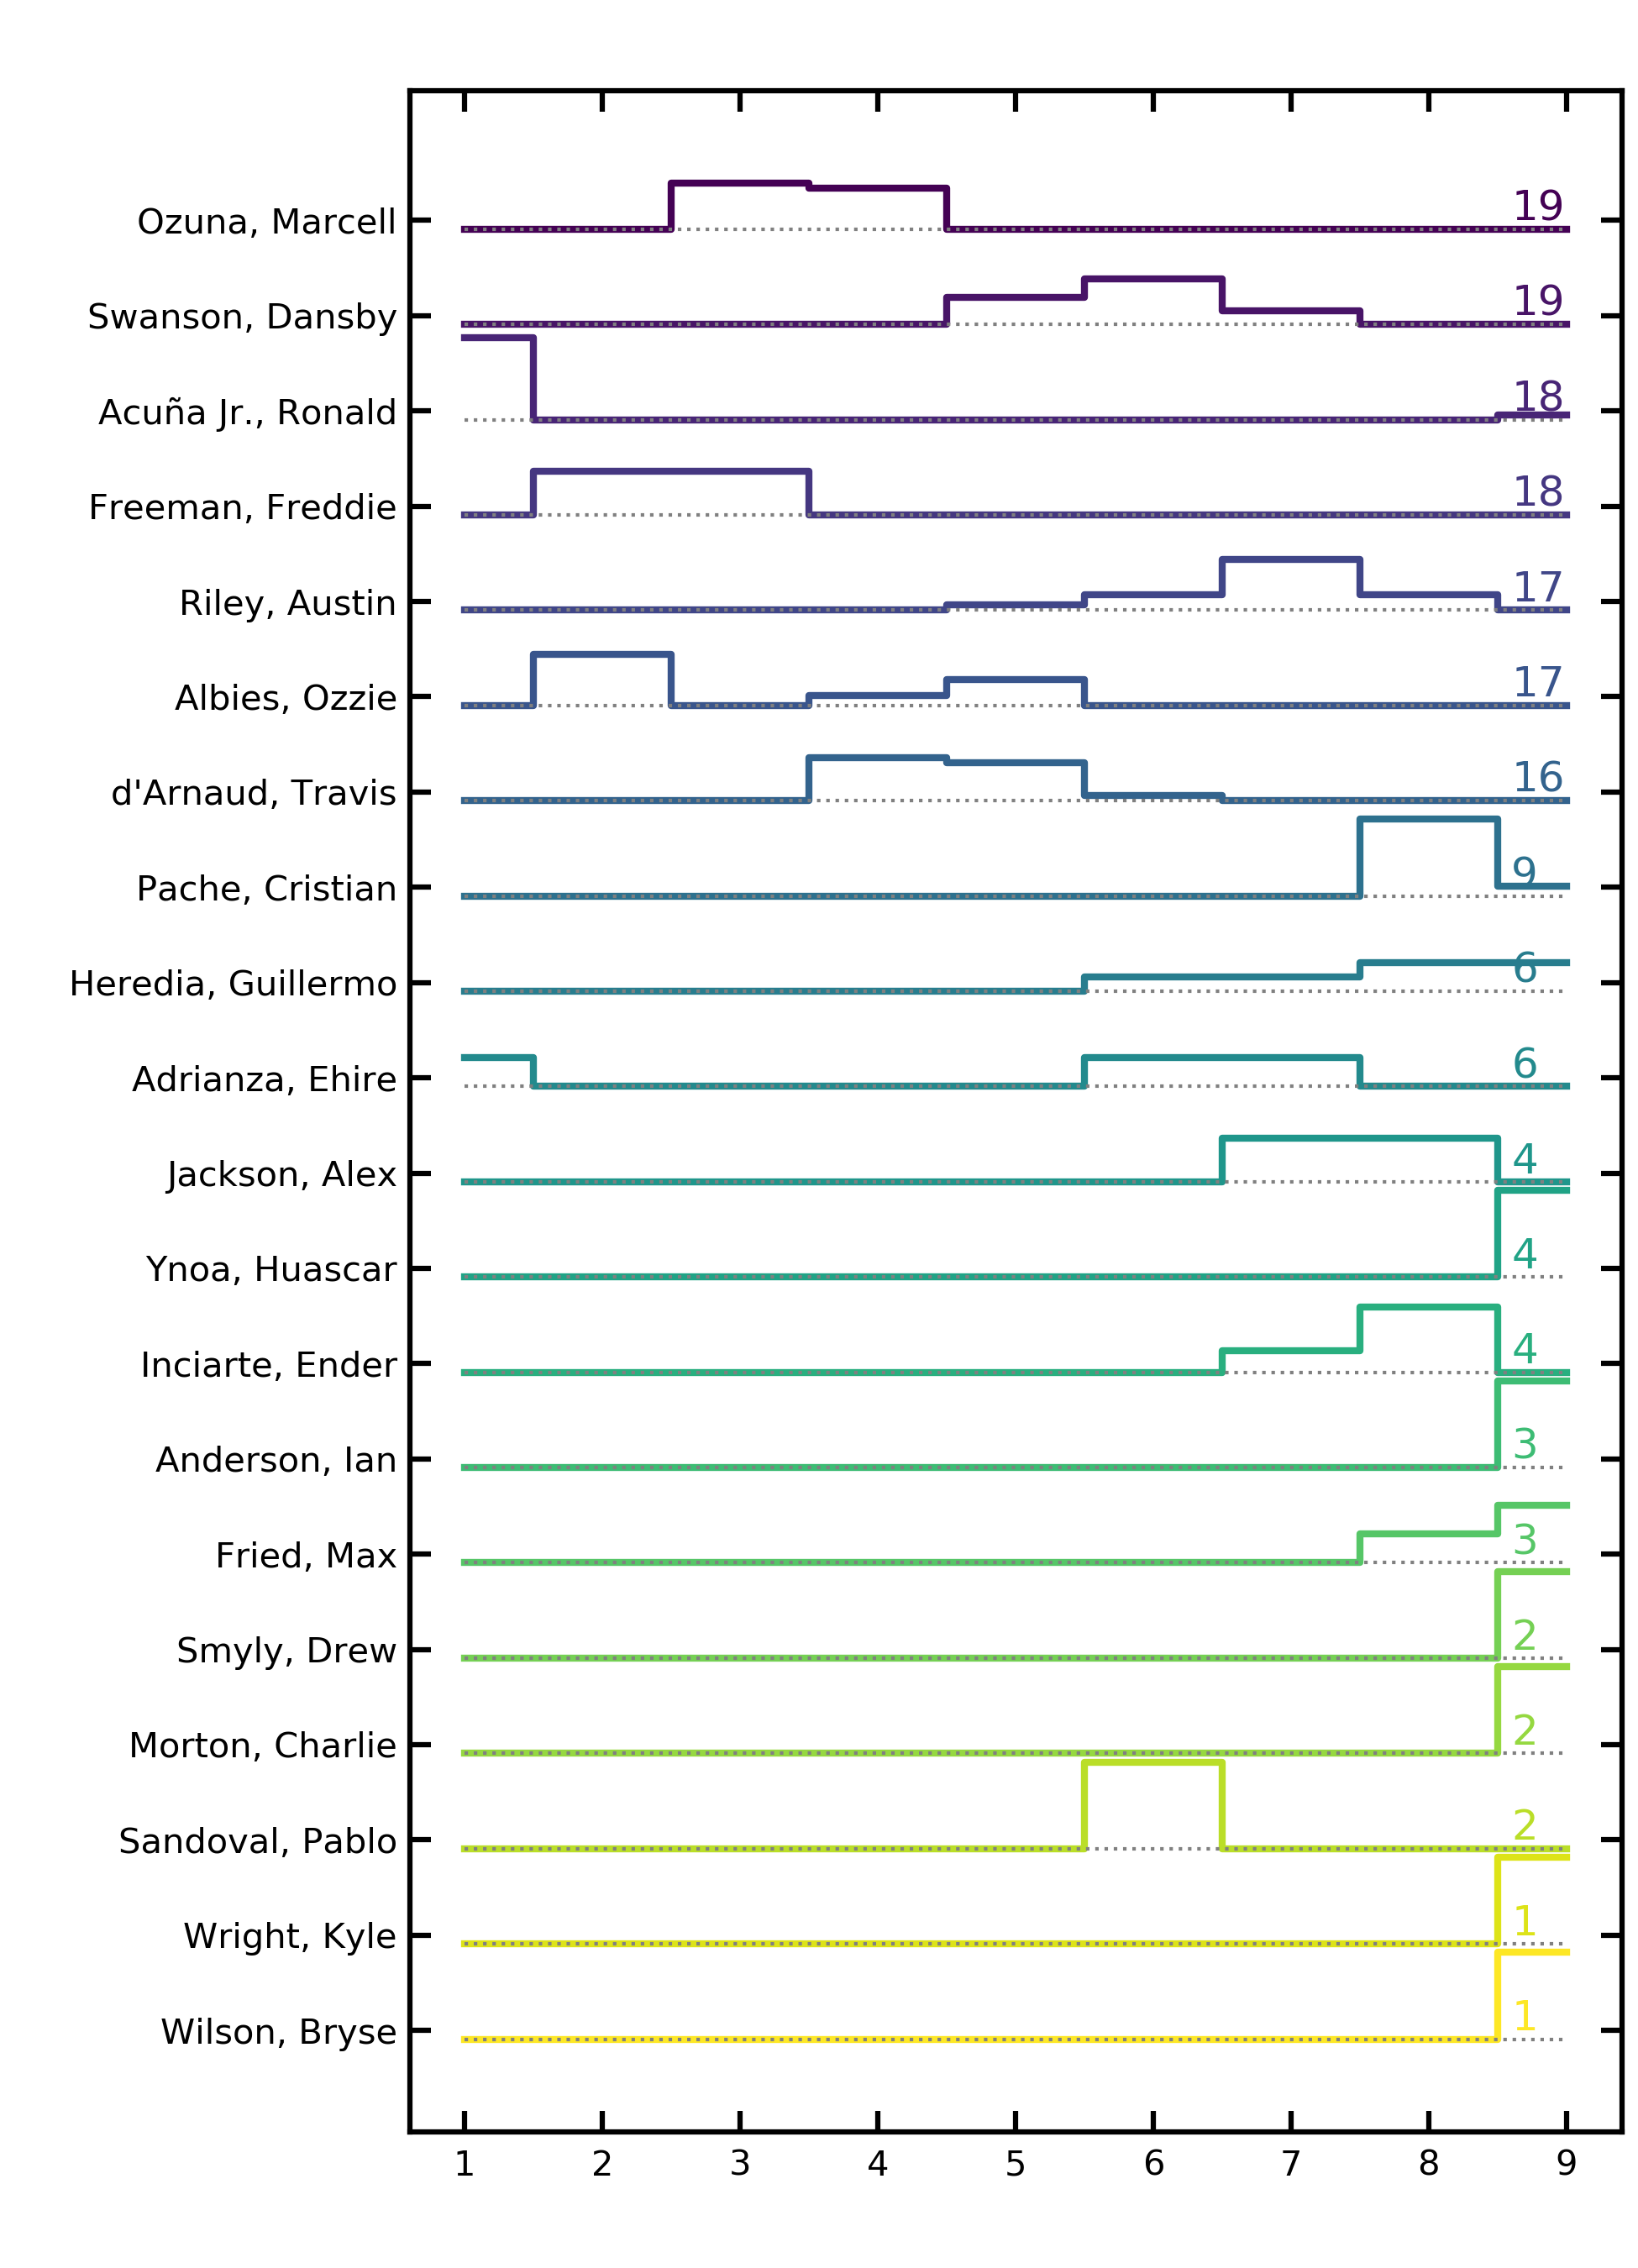 Ozuna, Marcell 19
Swanson, Dansby 19
Acuña Jr., Ronald 18
Freeman, Freddie 18
Riley, Austin 17
Albies, Ozzie 17
d'Arnaud, Travis 16
Pache, Cristian 9
Heredia, Guillermo 6
Adrianza, Ehire 6
Jackson, Alex 4
Ynoa, Huascar 4
Inciarte, Ender 4
Anderson, Ian 3
Fried, Max 3
Smyly, Drew 2
Morton, Charlie 2
Sandoval, Pablo 2
Wright, Kyle 1
Wilson, Bryse 1
1 2 3 4 5 6 7 8 9